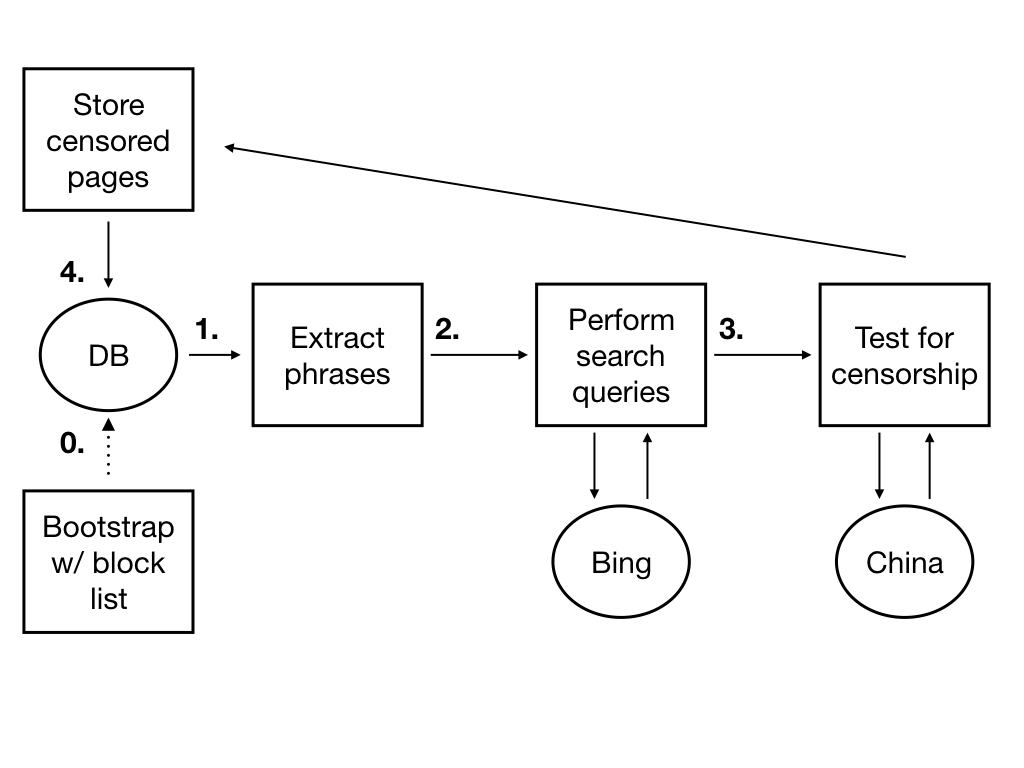 Store
censored
pages
4.
DB
1.
Extract
phrases
2.
Perform
search
queries
3.
Test for
censorship
0.
Bootstrap
w/ block
list
Bing
China